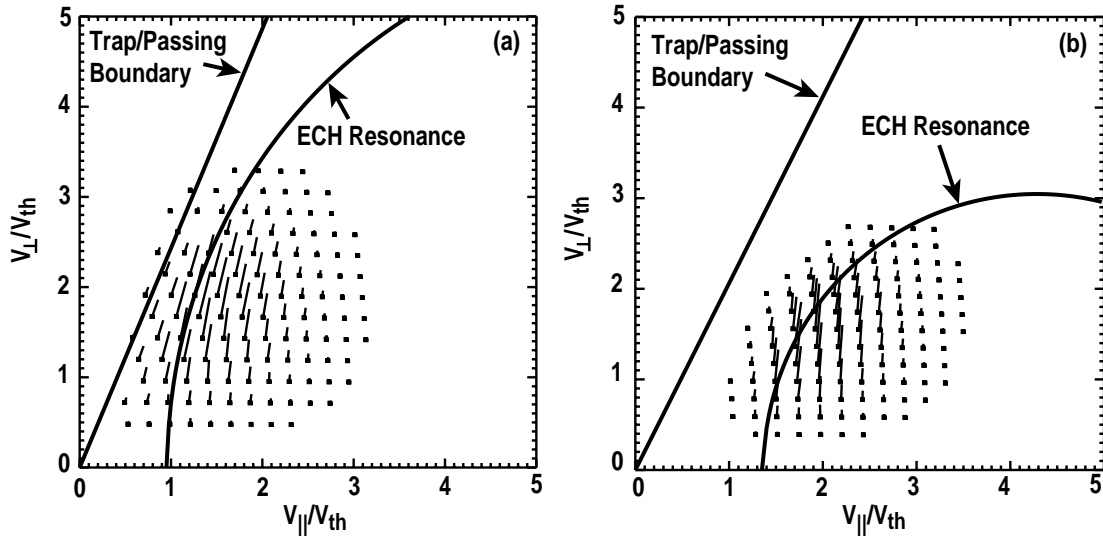 5
4
3
2
1
0
V⊥/Vth
Trap/Passing
Boundary
(a)
ECH Resonance
0 1 2 3 4 5
V||/Vth
5
4
3
2
1
0
V⊥/Vth
Trap/Passing
Boundary
(b)
ECH Resonance
0 1 2 3 4 5
V||/Vth